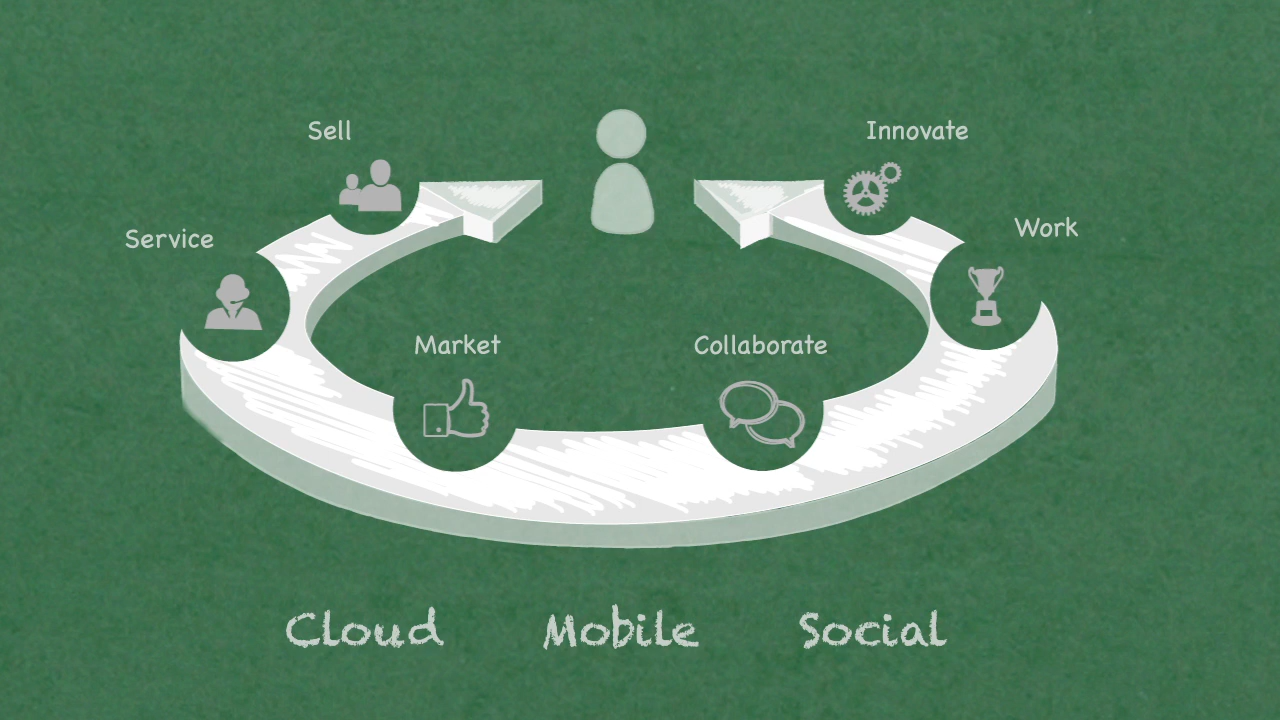 Sell
Innovate
Service
Work
Market
Collaborate
Cloud Mobile Social